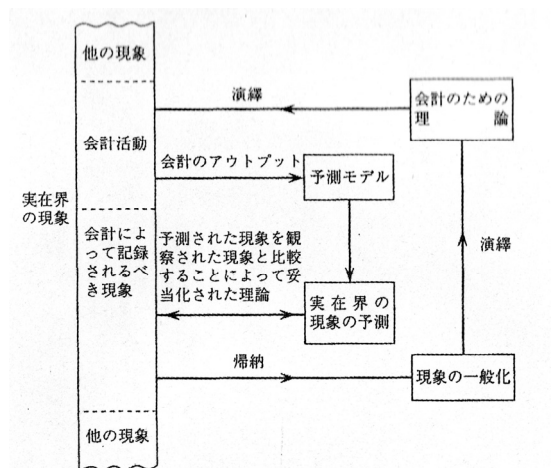 他の現象
演繹
会計のための
理論
会計活動
会計のアウトプット
予測モデル
実在界
の現象
会計によ
って記録
されるべ
き現象
予測された現象を観
察された現象と比較
することによって妥
当化された理論
演繹
実在界の
現象の予測
帰納
現象の一般化
他の現象